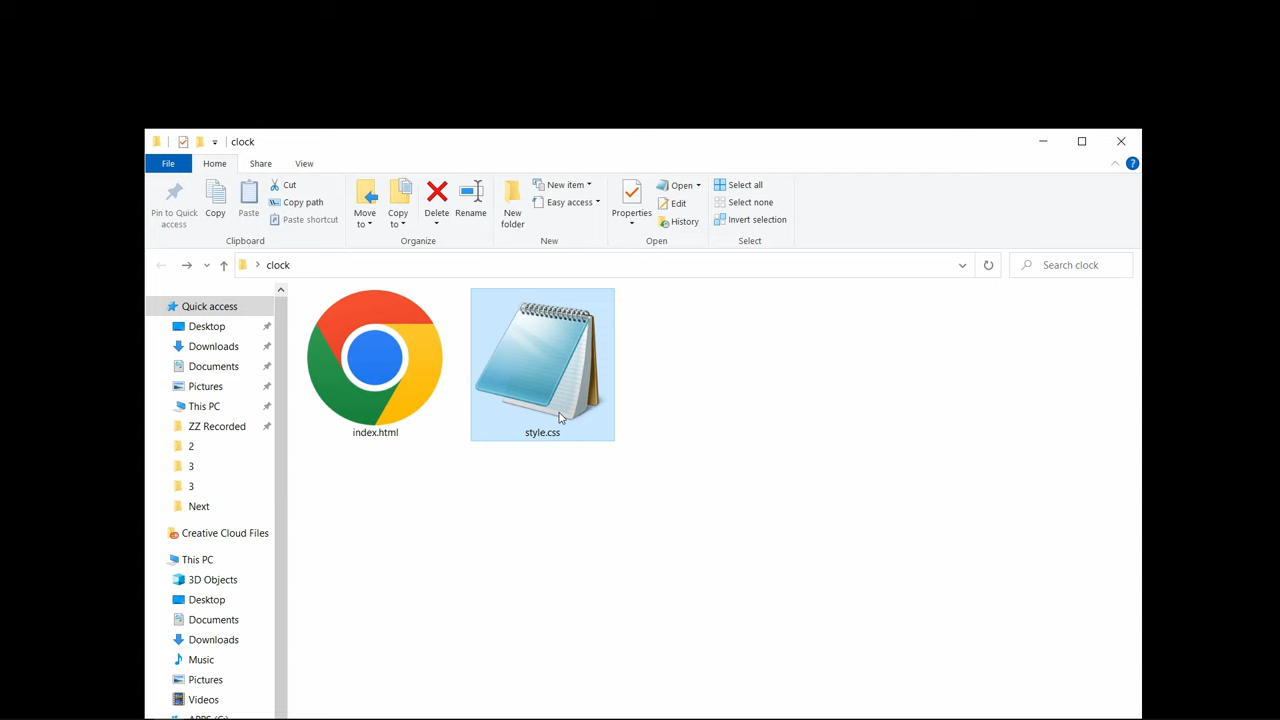 clock
File Home Share View
Pin to Quick access
Copy
Paste
Cut
Copy path
Paste shortcut
Clipboard
Move to
Copy to
Delete
Rename
Organize
New folder
New item
Easy access
New
Properties
Open
Edit
History
Open
Select all
Select none
Invert selection
Select
clock
Search clock
Quick access
Desktop
Downloads
Documents
Pictures
This PC
ZZ Recorded
2
3
3
Next
Creative Cloud Files
This PC
3D Objects
Desktop
Documents
Downloads
Music
Pictures
Videos
index.html
style.css